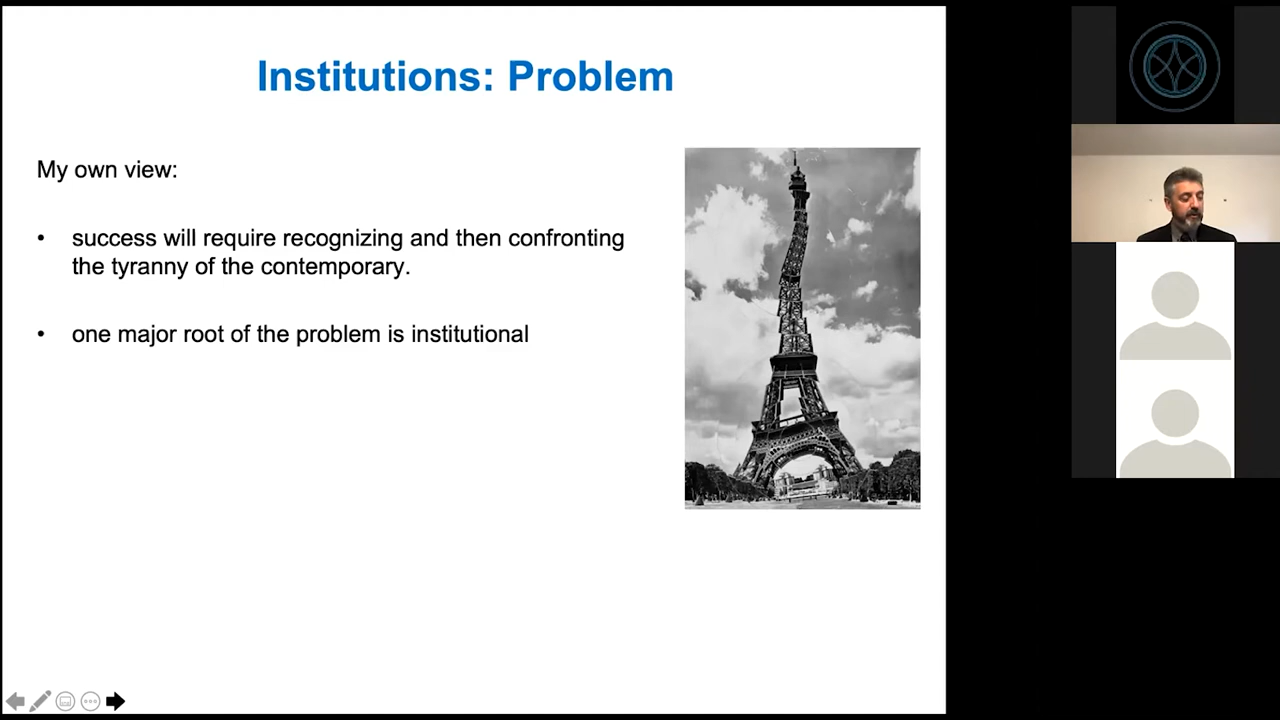 Institutions: Problem
My own view:
• success will require recognizing and then confronting
the tyranny of the contemporary.
• one major root of the problem is institutional